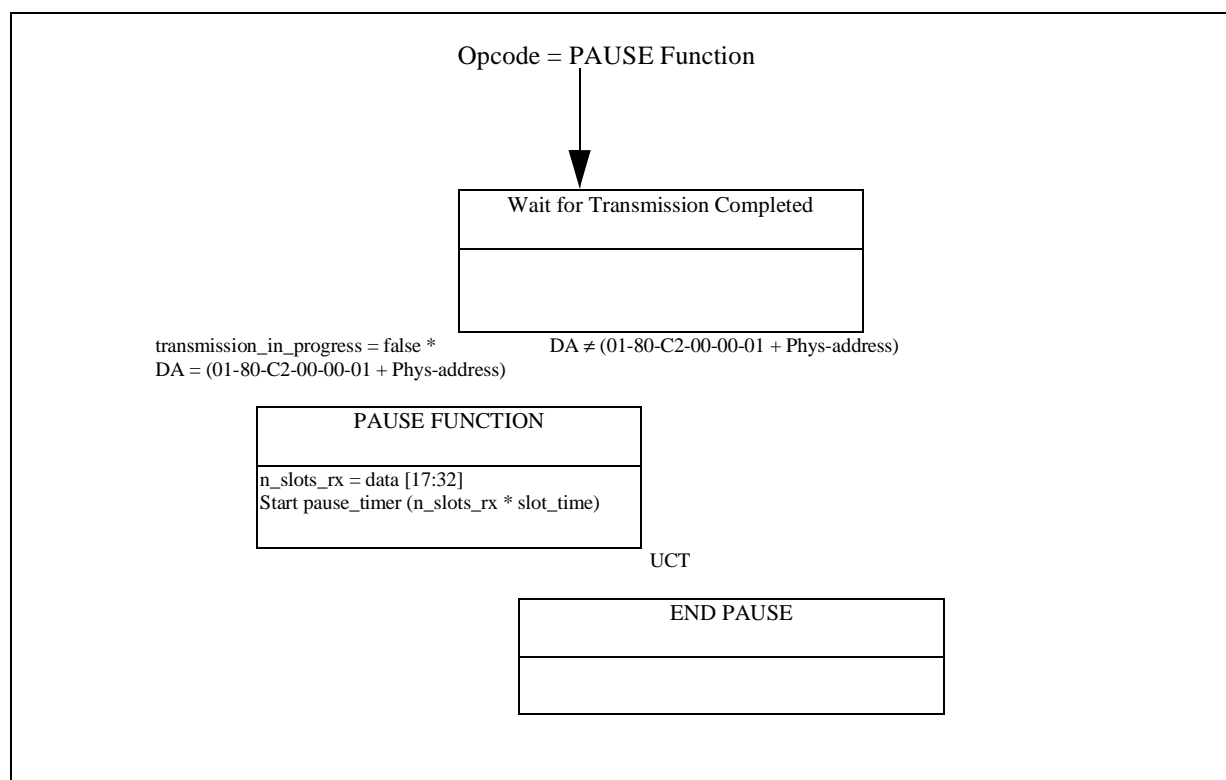 Opcode = PAUSE Function
Wait for Transmission Completed
transmission_in_progress = false *
DA = (01-80-C2-00-00-01 + Phys-address)
DA ≠ (01-80-C2-00-00-01 + Phys-address)
PAUSE FUNCTION
n_slots_rx = data [17:32]
Start pause_timer (n_slots_rx * slot_time)
UCT
END PAUSE